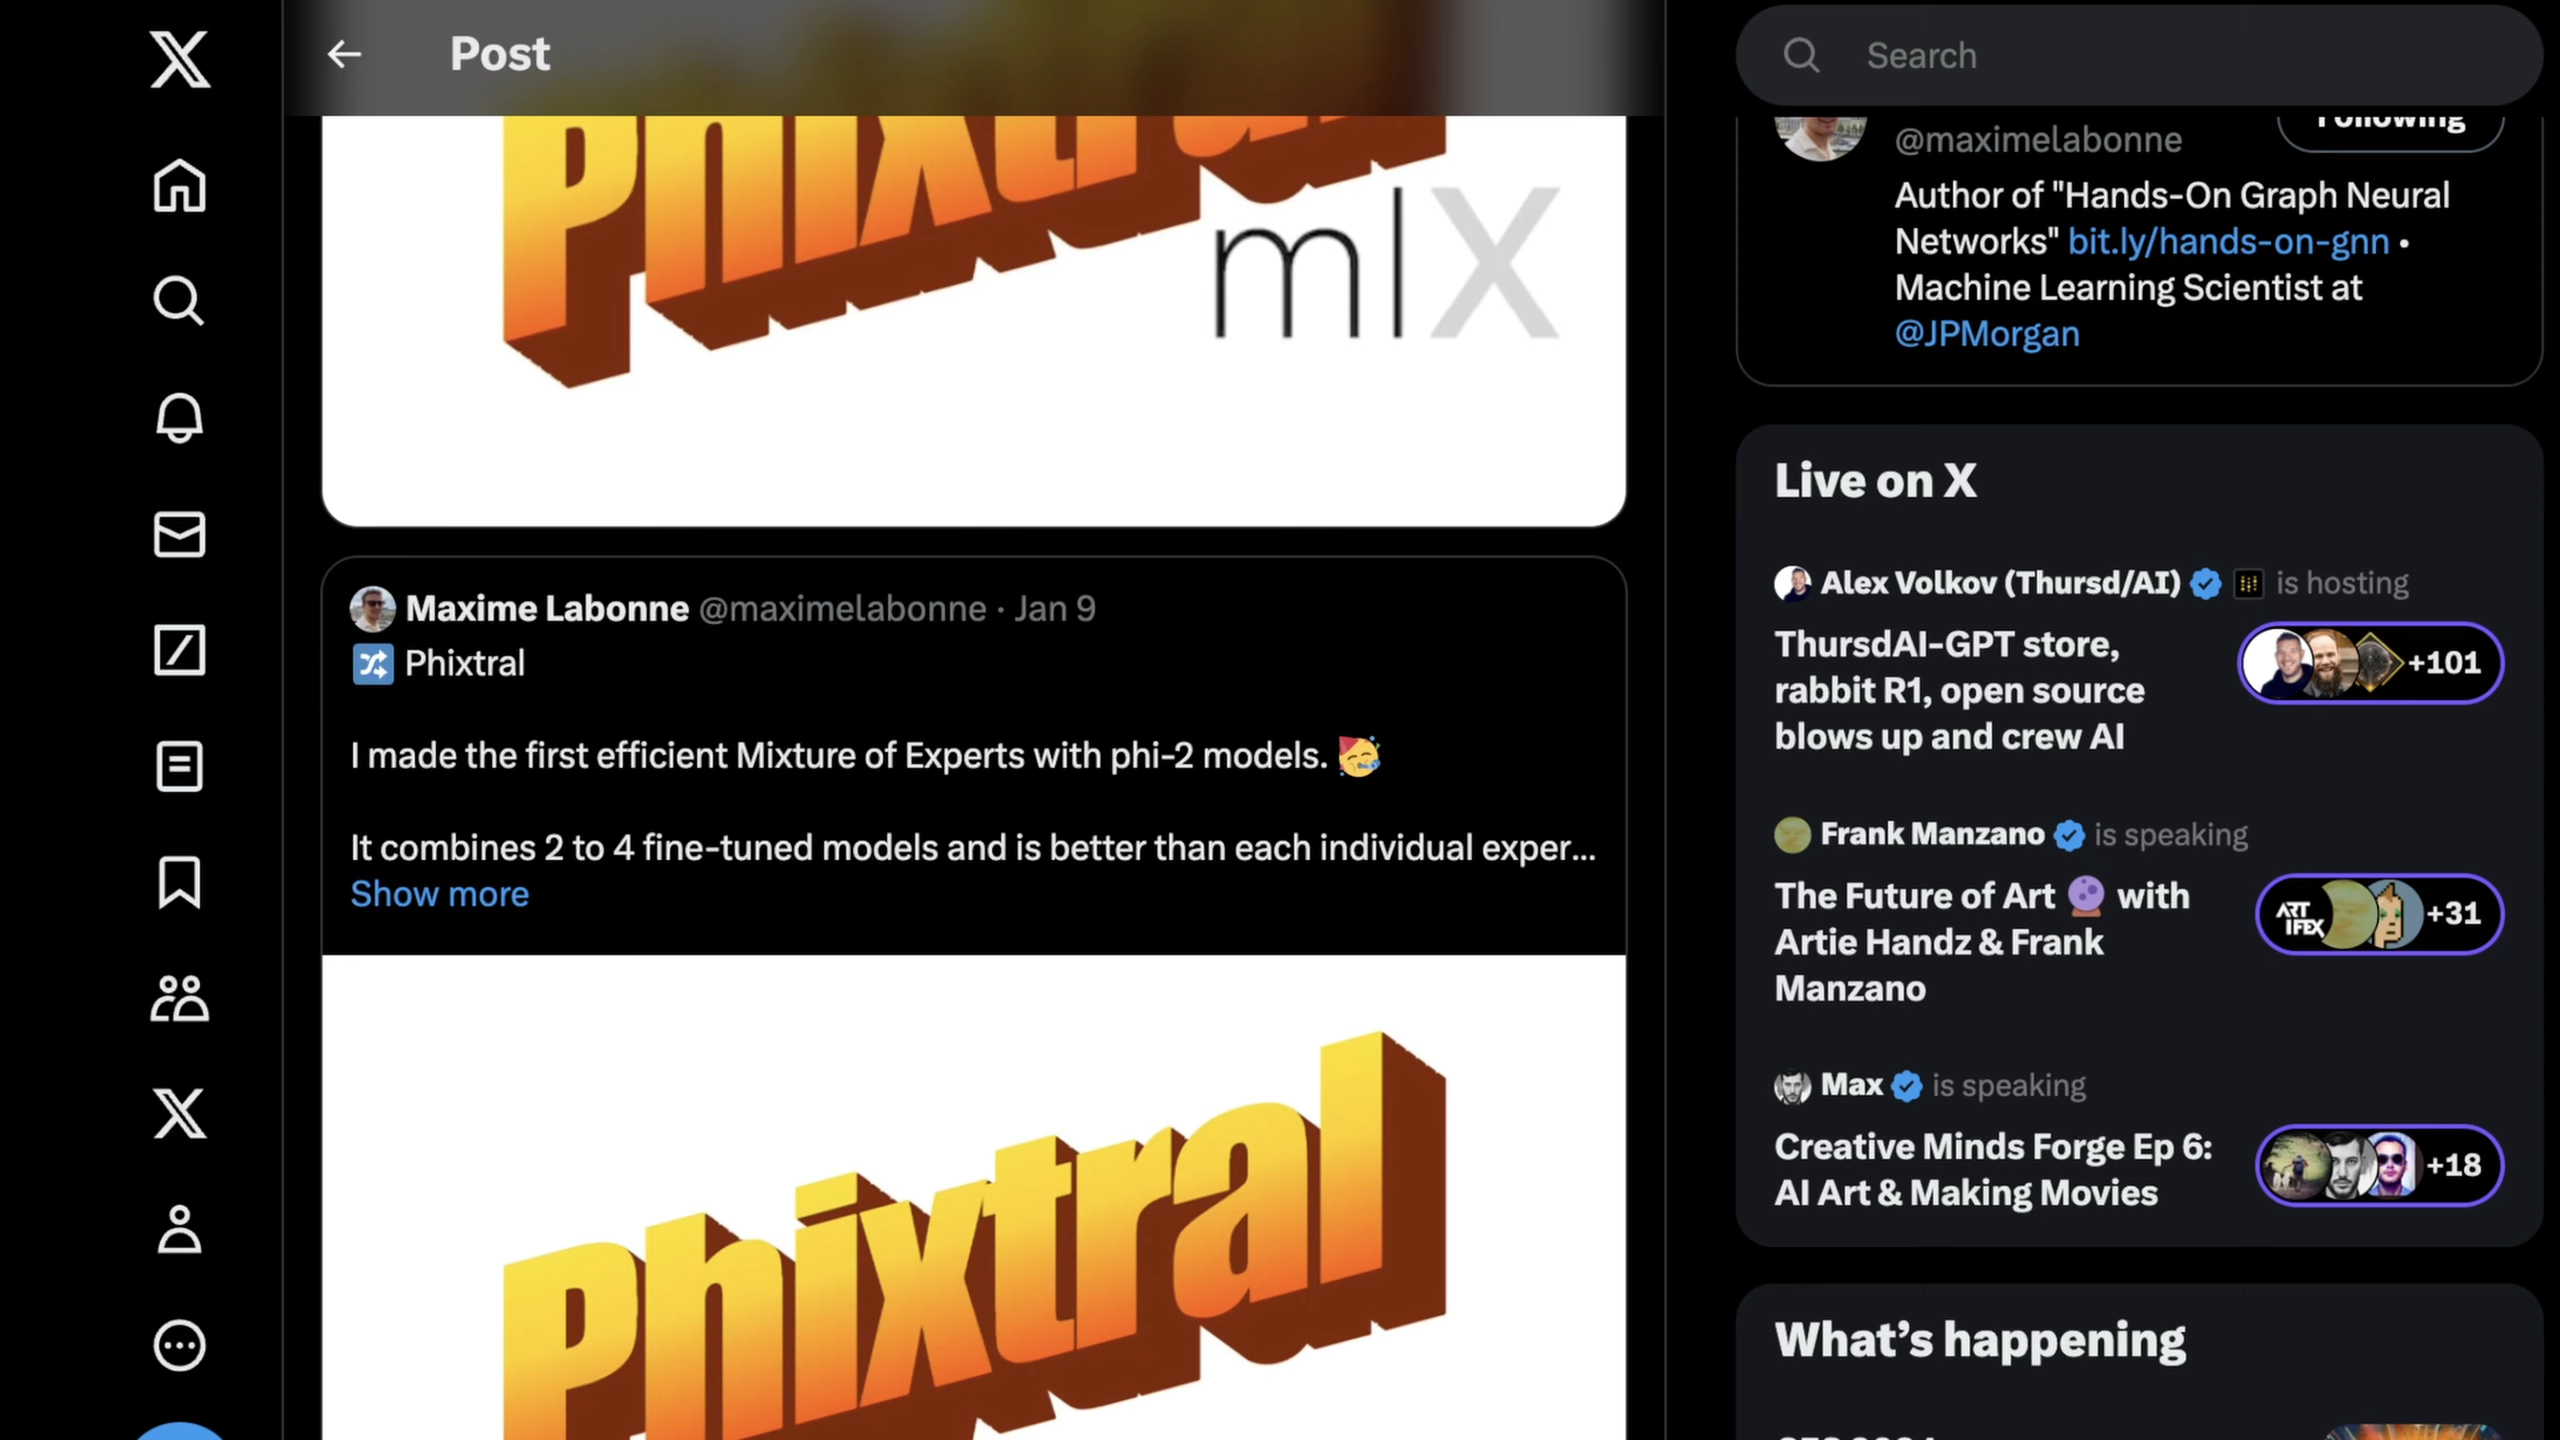 Post
Phixtral
mlX
Maxime Labonne @maximelabonne · Jan 9
🔀 Phixtral
I made the first efficient Mixture of Experts with phi-2 models. 🥳
It combines 2 to 4 fine-tuned models and is better than each individual exper...
Show more
Phixtral
Search
@maximelabonne
Following
Author of "Hands-On Graph Neural
Networks" bit.ly/hands-on-gnn •
Machine Learning Scientist at
@JPMorgan
Live on X
Alex Volkov (Thursd/AI) is hosting
ThursdAI-GPT store,
rabbit R1, open source
blows up and crew AI
+101
Frank Manzano is speaking
The Future of Art 🔮 with
Artie Handz & Frank
Manzano
ART
IFEX
+31
Max is speaking
Creative Minds Forge Ep 6:
AI Art & Making Movies
+18
What’s happening